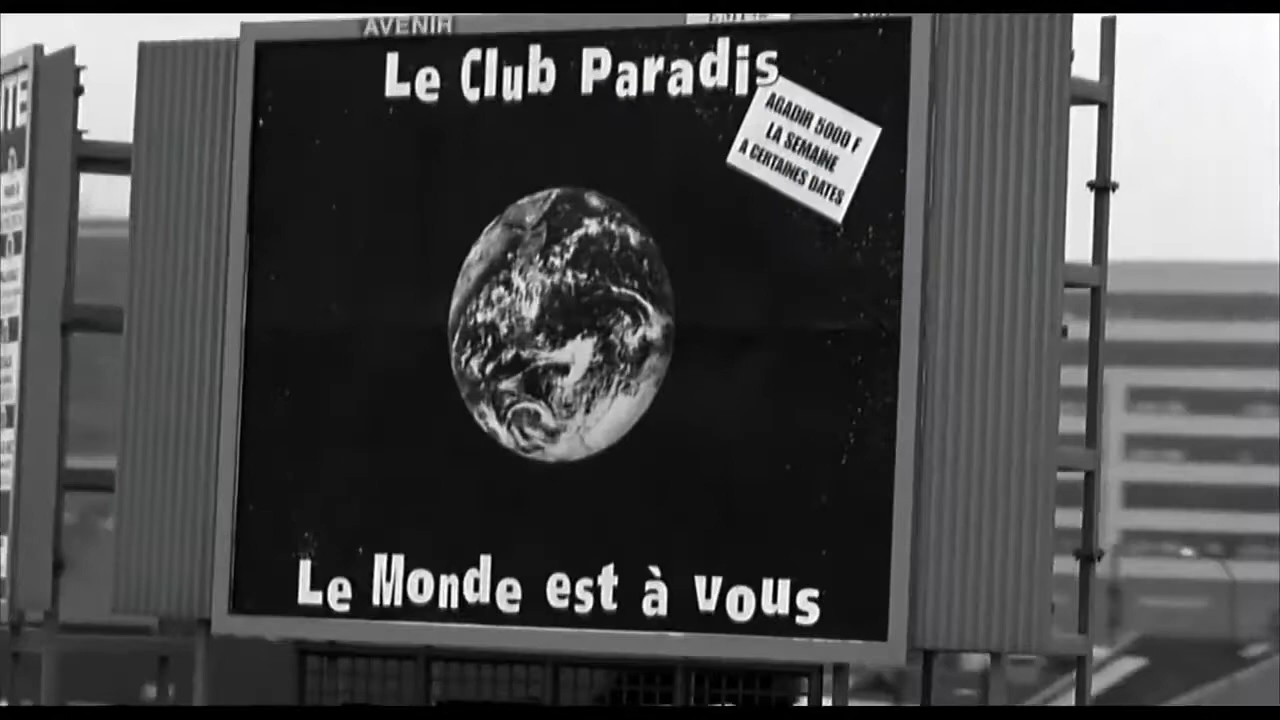 AVENIR
Le Club Paradis
AGADIR 5000 F
LA SEMAINE
A CERTAINES DATES
Le Monde est à vous